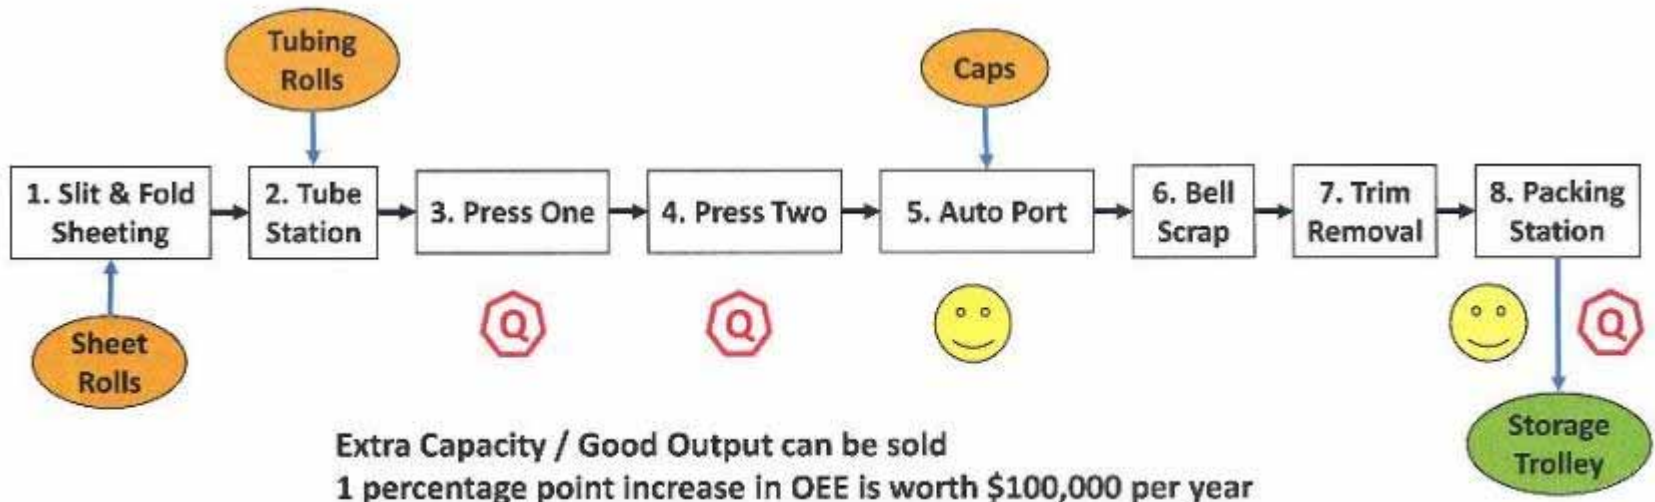 Tubing
Rolls
Caps
1. Slit & Fold
Sheeting
2. Tube
Station
3. Press One
4. Press Two
5. Auto Port
6. Bell
Scrap
7. Trim
Removal
8. Packing
Station
Q
Q
Q
Sheet
Rolls
Storage
Trolley
Extra Capacity / Good Output can be sold
1 percentage point increase in OEE is worth $100,000 per year